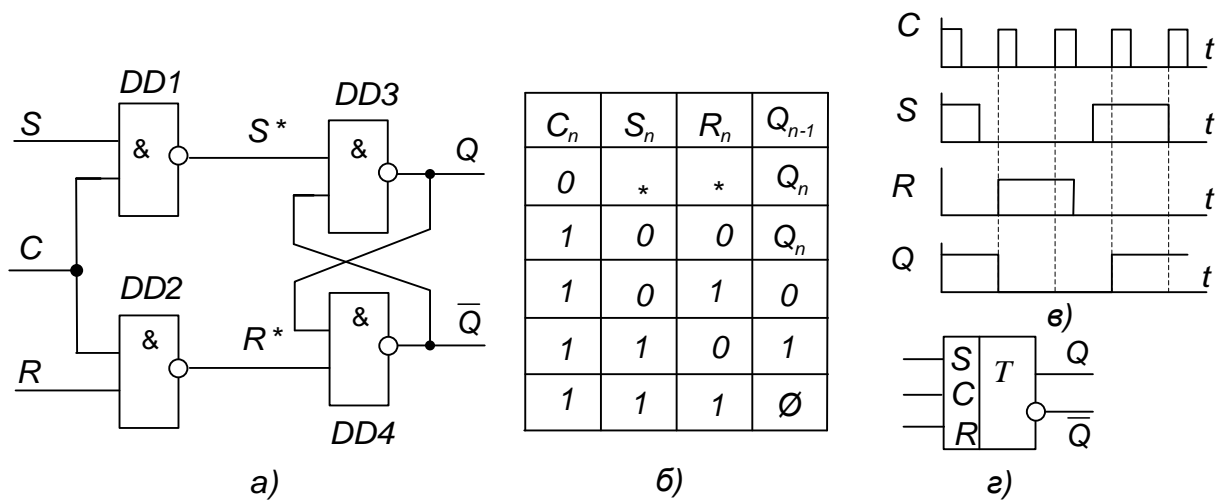 DD1
S
&
S*
DD3
&
Q
C
DD2
&
R
R*
&
Q̅
DD4
а)
Cₙ Sₙ Rₙ Qₙ₋₁
0 * * Qₙ
1 0 0 Qₙ
1 0 1 0
1 1 0 1
1 1 1 Ø
б)
C t
S t
R t
Q t
в)
S T Q
C
R Q̅
г)